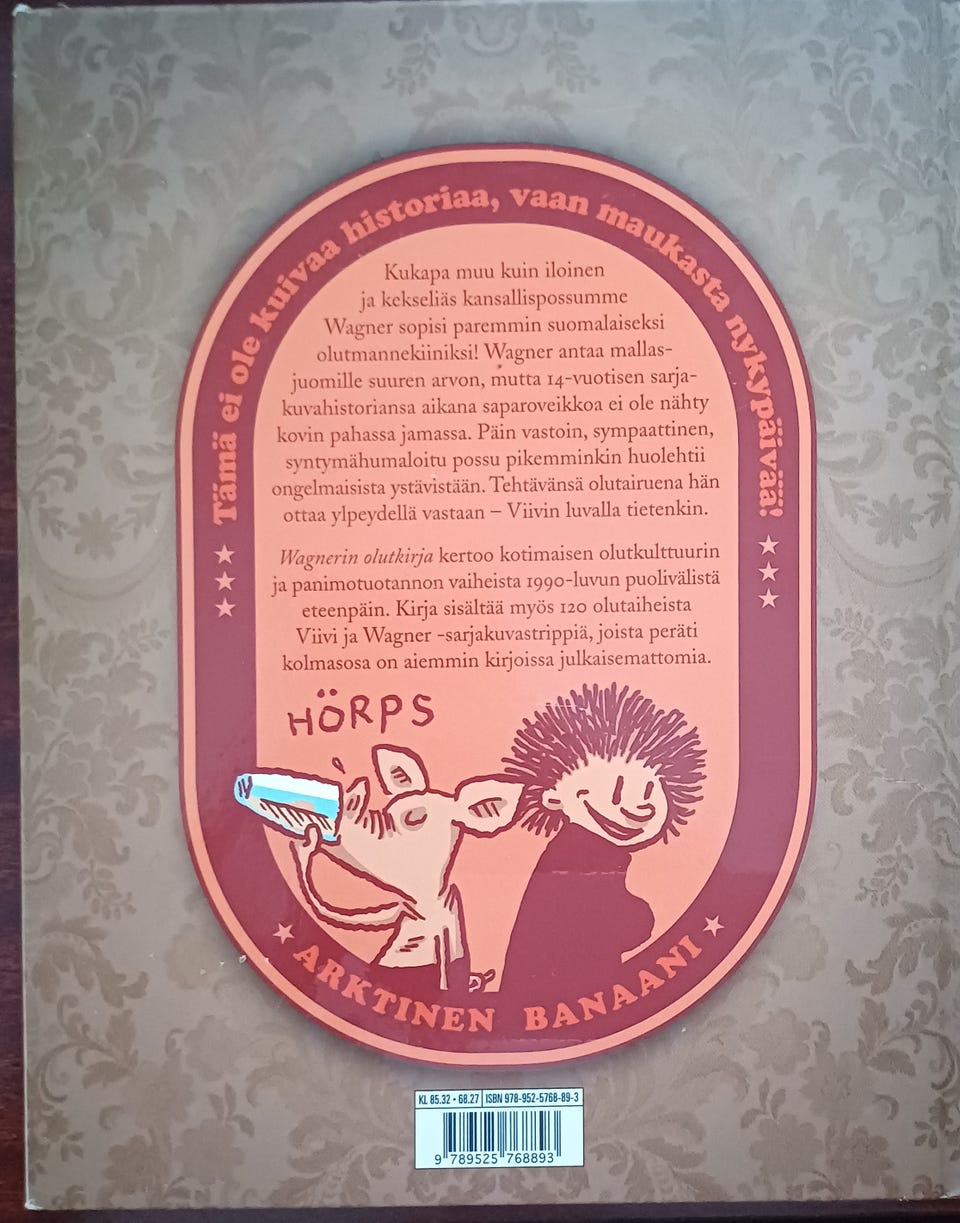 Tämä ei ole kuivaa historiaa, vaan maukasta nykypäivää!
Kukapa muu kuin iloinen
ja kekseliäs kansallispossumme
Wagner sopisi paremmin suomalaiseksi
olutmannekiiniksi! Wagner antaa mallas-
juomille suuren arvon, mutta 14-vuotisen sarja-
kuvahistoriansa aikana saparoveikkoa ei ole nähty
kovin pahassa jamassa. Päin vastoin, sympaattinen,
syntymähumaloitu possu pikemminkin huolehtii
ongelmaisista ystävistään. Tehtävänsä olutairuena hän
ottaa ylpeydellä vastaan – Viivin luvalla tietenkin.
Wagnerin olutkirja kertoo kotimaisen olutkulttuurin
ja panimotuotannon vaiheista 1990-luvun puolivälistä
eteenpäin. Kirja sisältää myös 120 olutaiheista
Viivi ja Wagner -sarjakuvastrippiä, joista peräti
kolmasosa on aiemmin kirjoissa julkaisemattomia.
HÖRPS
ARKTINEN BANAANI
KL 85.32 • 68.27 ISBN 978-952-5768-89-3
9 789525 768893